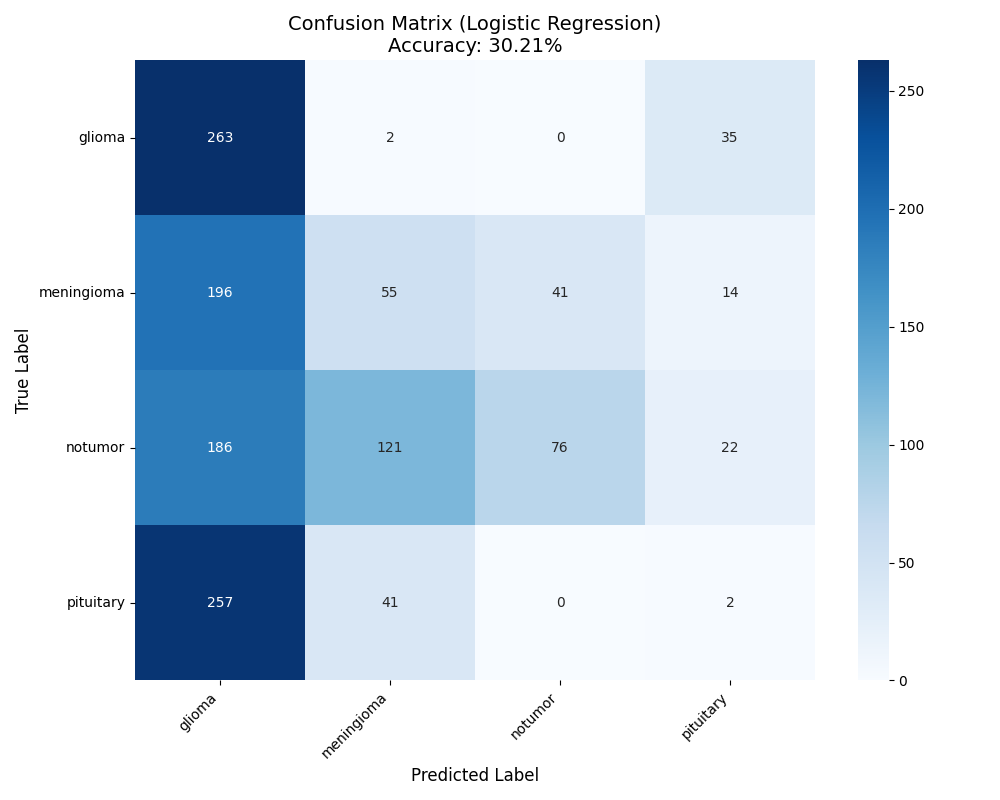 Confusion Matrix (Logistic Regression)
Accuracy: 30.21%
glioma 263 2 0 35
meningioma 196 55 41 14
notumor 186 121 76 22
pituitary 257 41 0 2
glioma meningioma notumor pituitary
Predicted Label
True Label
250
200
150
100
50
0